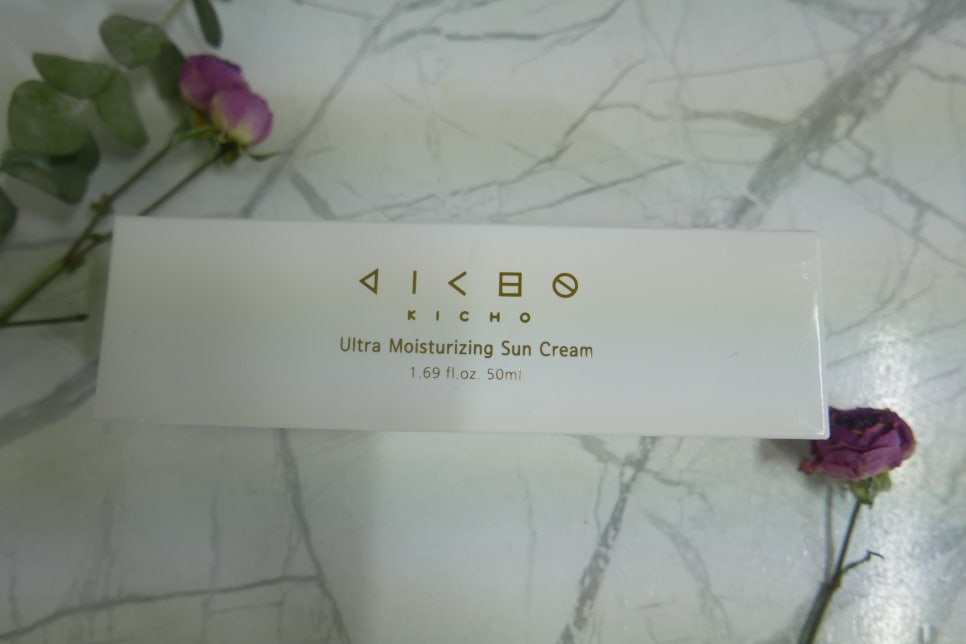 KICHO
Ultra Moisturizing Sun Cream
1.69 fl.oz. 50ml